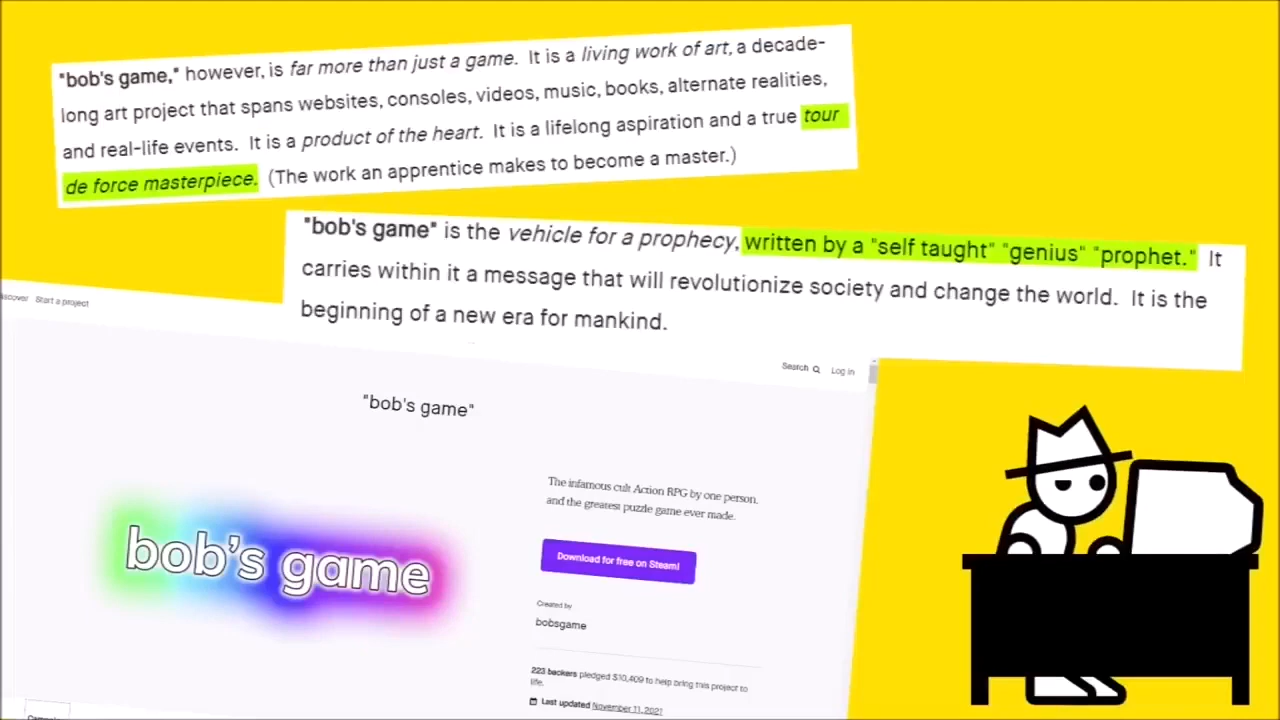 "bob's game," however, is far more than just a game. It is a living work of art, a decade-
long art project that spans websites, consoles, videos, music, books, alternate realities,
and real-life events. It is a product of the heart. It is a lifelong aspiration and a true tour
de force masterpiece. (The work an apprentice makes to become a master.)
"bob's game" is the vehicle for a prophecy, written by a "self taught" "genius" "prophet." It
carries within it a message that will revolutionize society and change the world. It is the
beginning of a new era for mankind.
Start a project
Search Log in
"bob's game"
The infamous cult Action RPG by one person.
and the greatest puzzle game ever made.
bob's game
Download for free on Steam!
Created by
bobsgame
223 backers pledged $10,409 to help bring this project to
life.
Last updated November 11, 2021